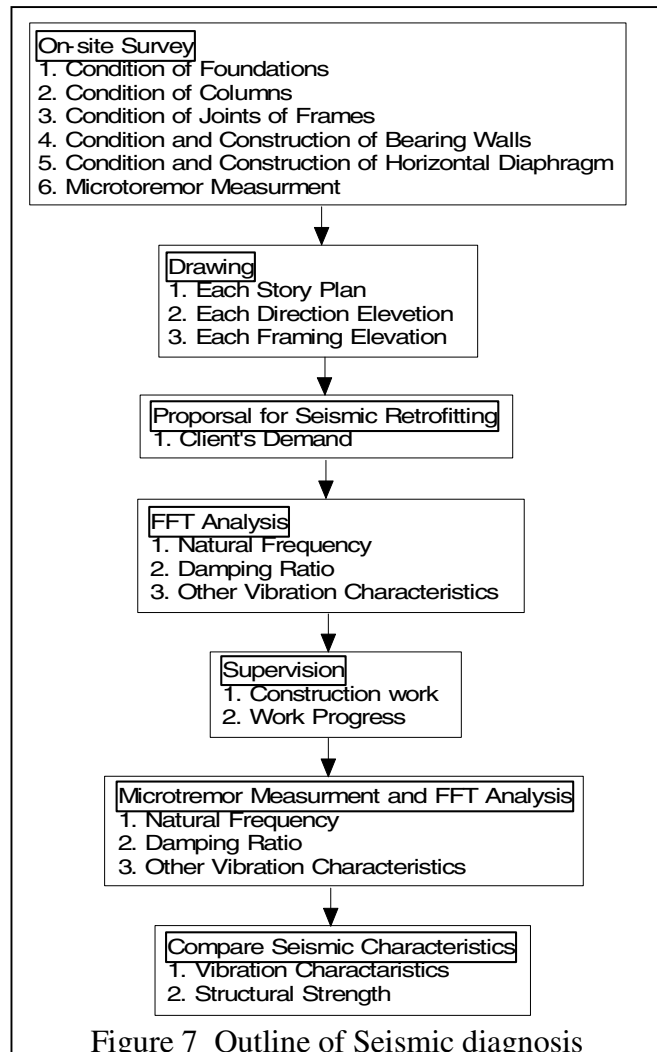 On-site Survey
1. Condition of Foundations
2. Condition of Columns
3. Condition of Joints of Frames
4. Condition and Construction of Bearing Walls
5. Condition and Construction of Horizontal Diaphragm
6. Microtoremor Measurment
Drawing
1. Each Story Plan
2. Each Direction Elevetion
3. Each Framing Elevation
Proporsal for Seismic Retrofitting
1. Client's Demand
FFT Analysis
1. Natural Frequency
2. Damping Ratio
3. Other Vibration Characteristics
Supervision
1. Construction work
2. Work Progress
Microtremor Measurment and FFT Analysis
1. Natural Frequency
2. Damping Ratio
3. Other Vibration Characteristics
Compare Seismic Characteristics
1. Vibration Charactaristics
2. Structural Strength
Figure 7 Outline of Seismic diagnosis